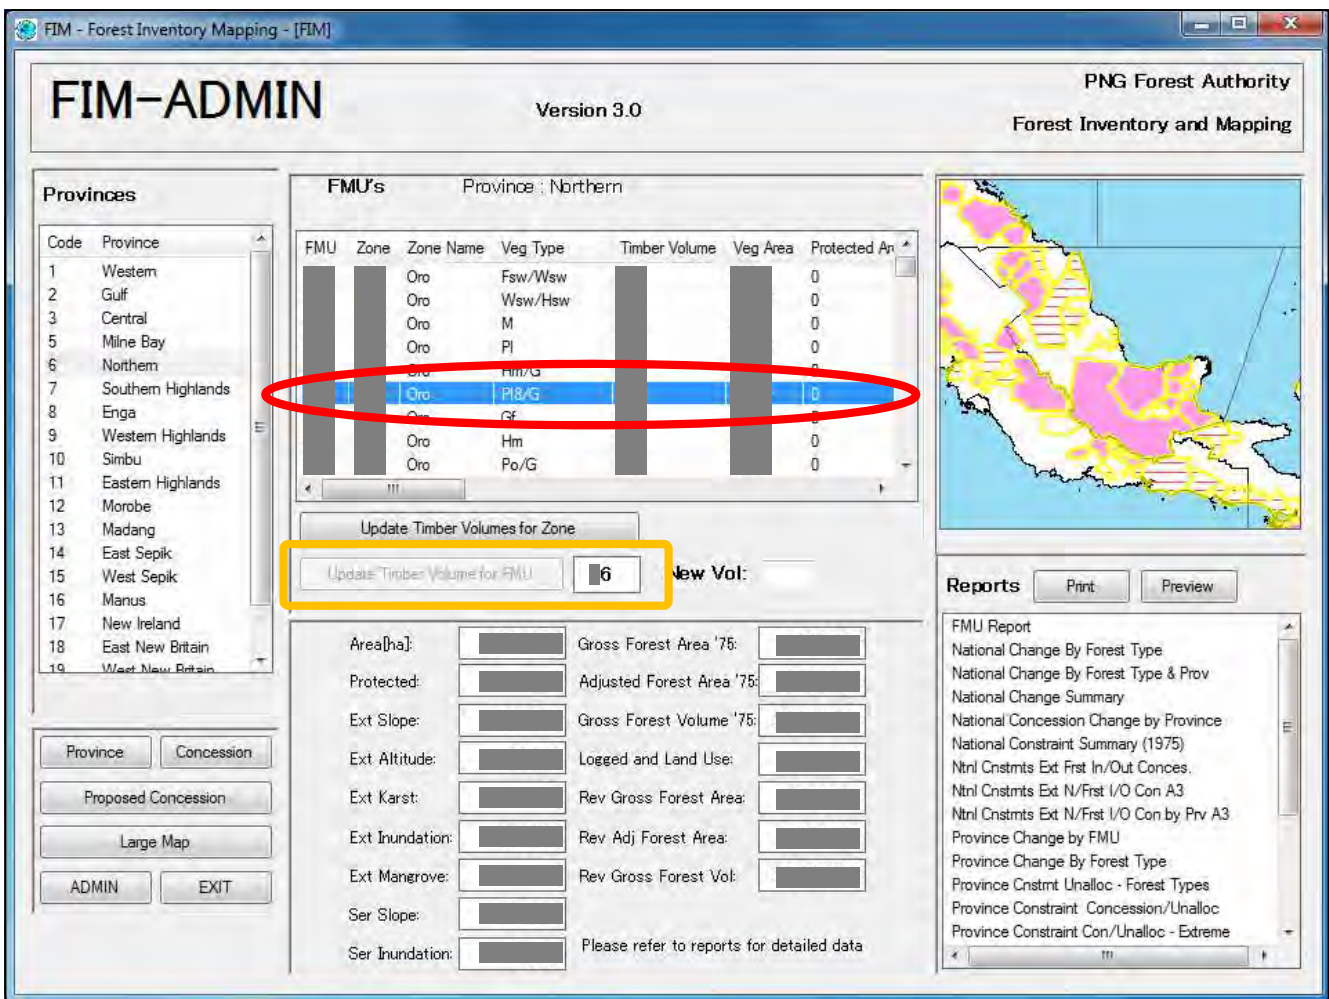 FIM - Forest Inventory Mapping - [FIM]
FIM-ADMIN
Version 3.0
PNG Forest Authority
Forest Inventory and Mapping
Provinces
Code Province
1 Western
2 Gulf
3 Central
5 Milne Bay
6 Northern
7 Southern Highlands
8 Enga
9 Western Highlands
10 Simbu
11 Eastern Highlands
12 Morobe
13 Madang
14 East Sepik
15 West Sepik
16 Manus
17 New Ireland
18 East New Britain
19 West New Britain
Province Concession
Proposed Concession
Large Map
ADMIN EXIT
FMU's Province : Northern
FMU Zone Zone Name Veg Type Timber Volume Veg Area Protected Ar
Oro Fsw/Wsw 0
Oro Wsw/Hsw 0
Oro M 0
Oro Pl 0
Oro Hm/G 0
Oro Pl&/G 0
Oro Gf 0
Oro Hm 0
Oro Po/G 0
Update Timber Volumes for Zone
Update Timber Volume for FMU 6 New Vol:
Area[ha]: Gross Forest Area '75:
Protected: Adjusted Forest Area '75:
Ext Slope: Gross Forest Volume '75:
Ext Altitude: Logged and Land Use:
Ext Karst: Rev Gross Forest Area:
Ext Inundation: Rev Adj Forest Area:
Ext Mangrove: Rev Gross Forest Vol:
Ser Slope:
Ser Inundation: Please refer to reports for detailed data
Reports Print Preview
FMU Report
National Change By Forest Type
National Change By Forest Type & Prov
National Change Summary
National Concession Change by Province
National Constraint Summary (1975)
Ntnl Cnstmts Ext Frst In/Out Conces.
Ntnl Cnstmts Ext N/Frst I/O Con A3
Ntnl Cnstmts Ext N/Frst I/O Con by Prv A3
Province Change by FMU
Province Change By Forest Type
Province Cnstmt Unalloc - Forest Types
Province Constraint Concession/Unalloc
Province Constraint Con/Unalloc - Extreme